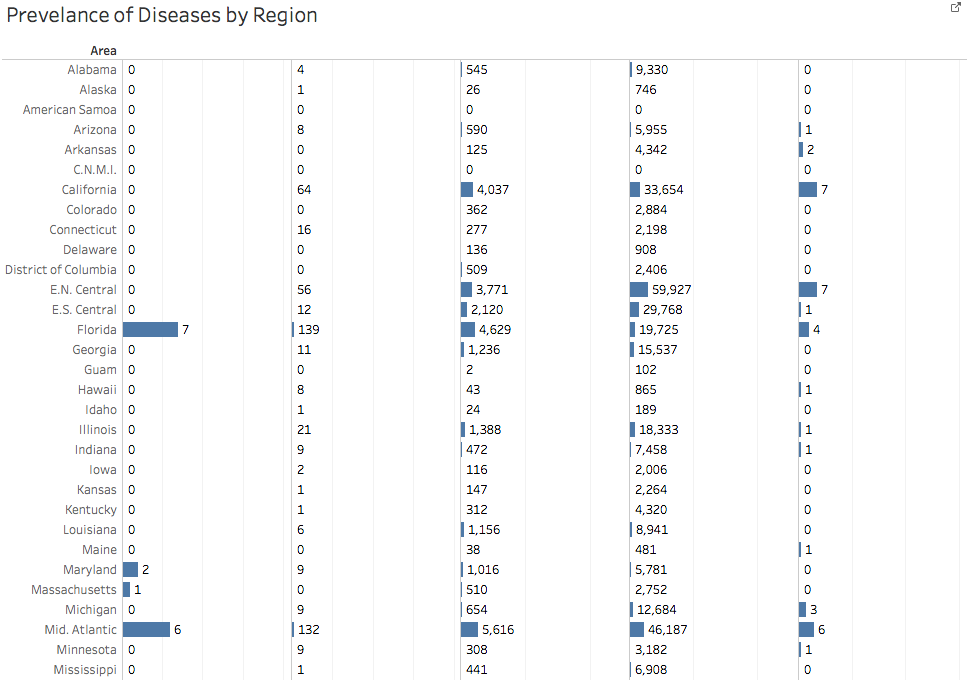 Prevelance of Diseases by Region
Area
Alabama 0 4 545 9,330 0
Alaska 0 1 26 746 0
American Samoa 0 0 0 0 0
Arizona 0 8 590 5,955 1
Arkansas 0 0 125 4,342 2
C.N.M.I. 0 0 0 0 0
California 0 64 4,037 33,654 7
Colorado 0 0 362 2,884 0
Connecticut 0 16 277 2,198 0
Delaware 0 0 136 908 0
District of Columbia 0 0 509 2,406 0
E.N. Central 0 56 3,771 59,927 7
E.S. Central 0 12 2,120 29,768 1
Florida 7 139 4,629 19,725 4
Georgia 0 11 1,236 15,537 0
Guam 0 0 2 102 0
Hawaii 0 8 43 865 1
Idaho 0 1 24 189 0
Illinois 0 21 1,388 18,333 1
Indiana 0 9 472 7,458 1
Iowa 0 2 116 2,006 0
Kansas 0 1 147 2,264 0
Kentucky 0 1 312 4,320 0
Louisiana 0 6 1,156 8,941 0
Maine 0 0 38 481 1
Maryland 2 9 1,016 5,781 0
Massachusetts 1 0 510 2,752 0
Michigan 0 9 654 12,684 3
Mid. Atlantic 6 132 5,616 46,187 6
Minnesota 0 9 308 3,182 1
Mississippi 0 1 441 6,908 0